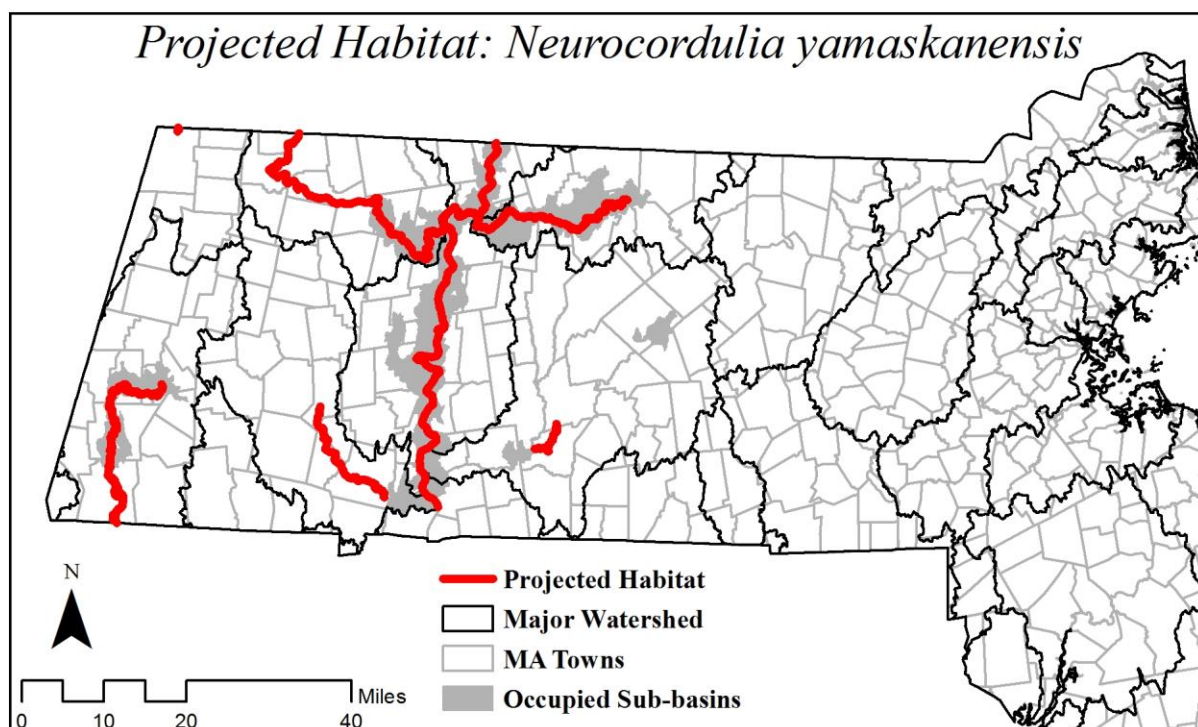 Projected Habitat: Neurocordulia yamaskanensis
N
Projected Habitat
Major Watershed
MA Towns
Occupied Sub-basins
Miles
0 10 20 40